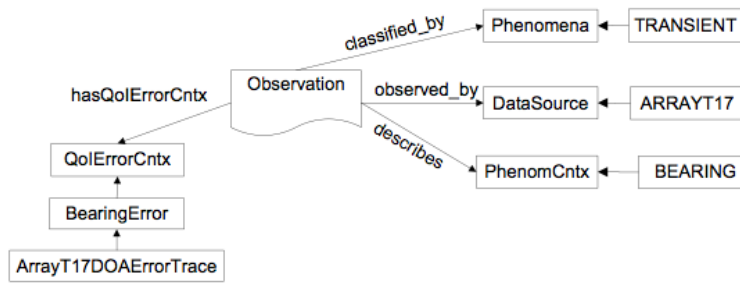 classified_by
Phenomena
TRANSIENT
hasQoIErrorCntx
Observation
observed_by
DataSource
ARRAYT17
describes
QoIErrorCntx
PhenomCntx
BEARING
BearingError
ArrayT17DOAErrorTrace